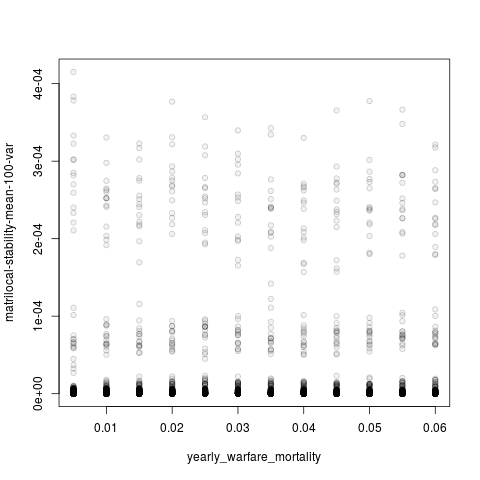 4e-04
3e-04
2e-04
1e-04
0e+00
matrilocal-stability-mean-100-var
0.01 0.02 0.03 0.04 0.05 0.06
yearly_warfare_mortality